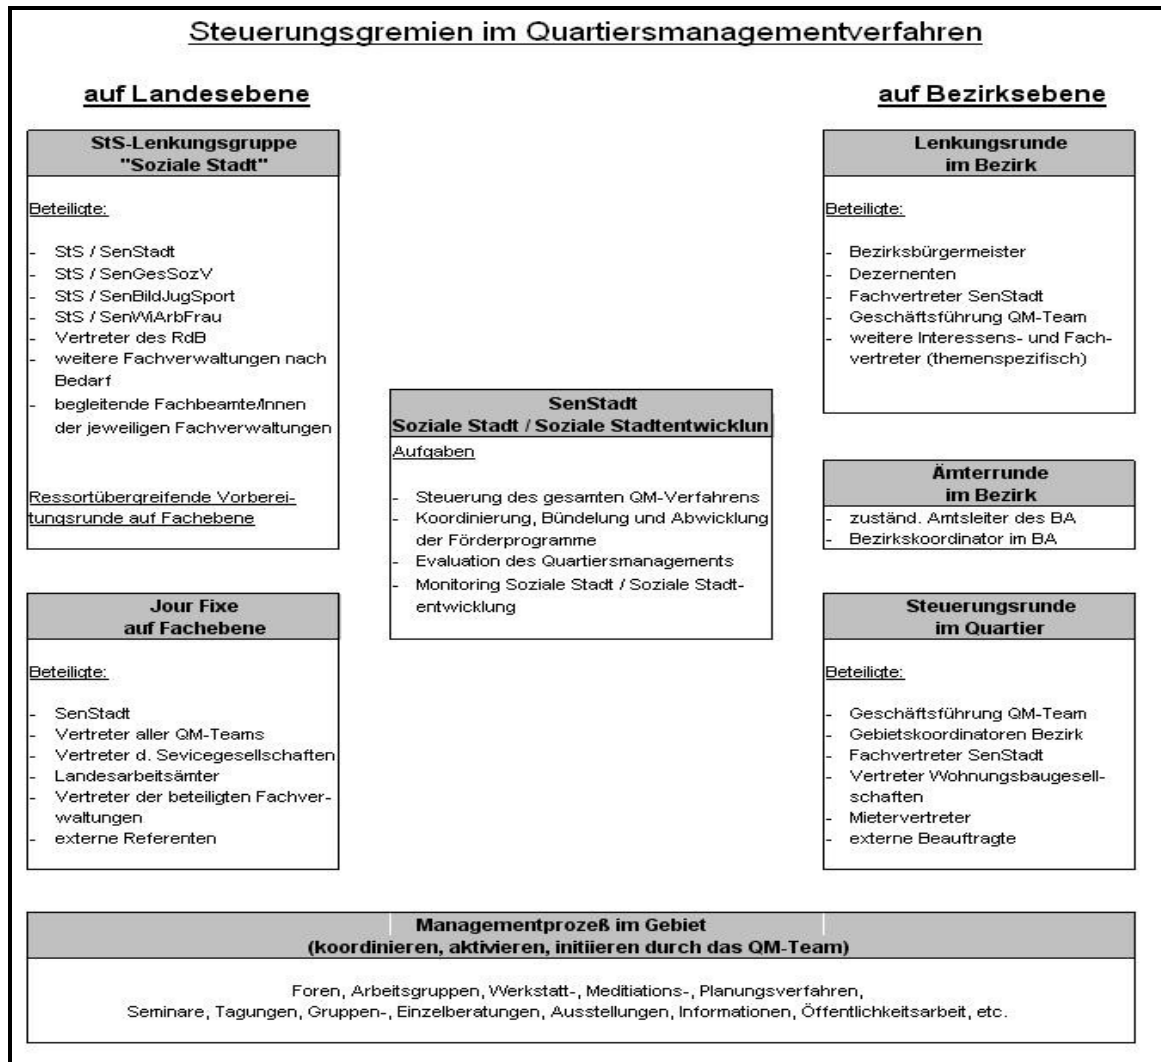 Steuerungsgremien im Quartiersmanagementverfahren
auf Landesebene
StS-Lenkungsgruppe
"Soziale Stadt"
Beteiligte:
- StS / SenStadt
- StS / SenGesSozV
- StS / SenBildJugSport
- StS / SenWiArbFrau
- Vertreter des RdB
- weitere Fachverwaltungen nach
Bedarf
- begleitende Fachbeamte/Innen
der jeweiligen Fachverwaltungen
Ressortübergreifende Vorberei-
tungsrunde auf Fachebene
Jour Fixe
auf Fachebene
Beteiligte:
- SenStadt
- Vertreter aller QM-Teams
- Vertreter d. Sevicegesellschaften
- Landesarbeitsämter
- Vertreter der beteiligten Fachver-
waltungen
- externe Referenten
SenStadt
Soziale Stadt / Soziale Stadtentwicklun
Aufgaben
- Steuerung des gesamten QM-Verfahrens
- Koordinierung, Bündelung und Abwicklung
der Förderprogramme
- Evaluation des Quartiersmanagements
- Monitoring Soziale Stadt / Soziale Stadt-
entwicklung
auf Bezirksebene
Lenkungsrunde
im Bezirk
Beteiligte:
- Bezirksbürgermeister
- Dezernenten
- Fachvertreter SenStadt
- Geschäftsführung QM-Team
- weitere Interessens- und Fach-
vertreter (themenspezifisch)
Ämterrunde
im Bezirk
- zuständ. Amtsleiter des BA
- Bezirkskoordinator im BA
Steuerungsrunde
im Quartier
Beteiligte:
- Geschäftsführung QM-Team
- Gebietskoordinatoren Bezirk
- Fachvertreter SenStadt
- Vertreter Wohnungsbaugesell-
schaften
- Mietervertreter
- externe Beauftragte
Managementprozeß im Gebiet
(koordinieren, aktivieren, initiieren durch das QM-Team)
Foren, Arbeitsgruppen, Werkstatt-, Meditiations-, Planungsverfahren,
Seminare, Tagungen, Gruppen-, Einzelberatungen, Ausstellungen, Informationen, Öffentlichkeitsarbeit, etc.